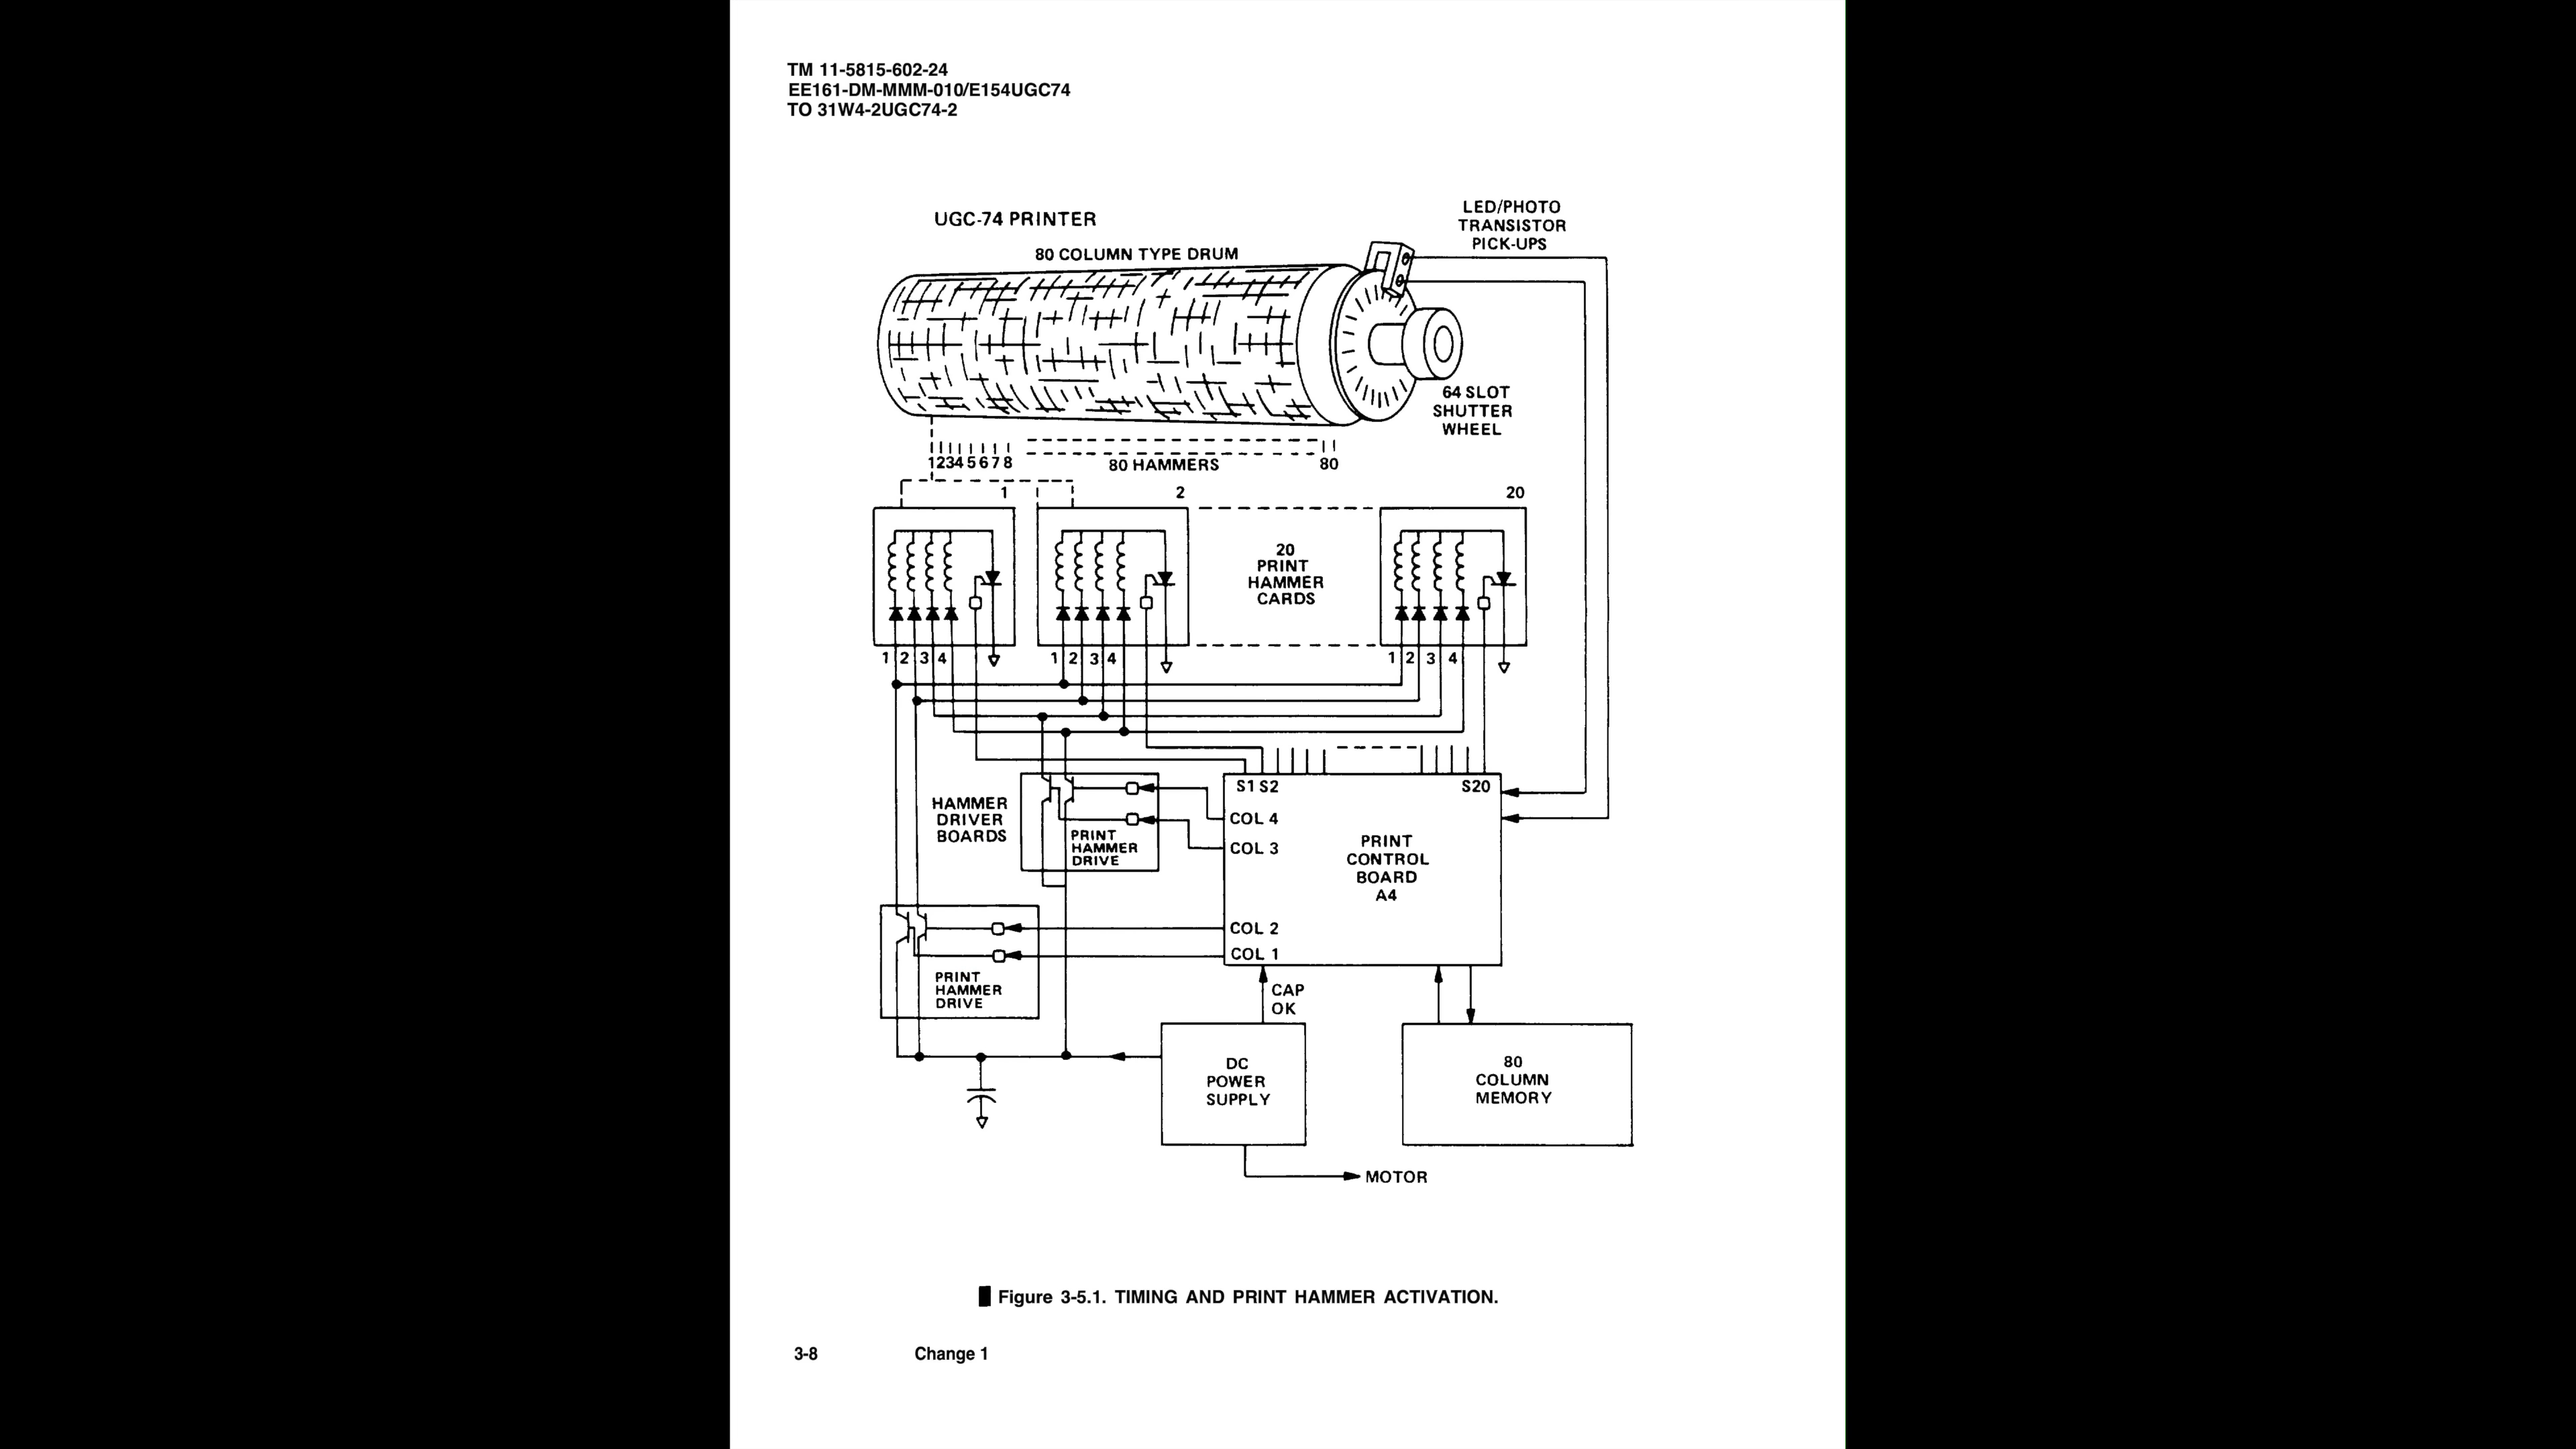 TM 11-5815-602-24
EE161-DM-MMM-010/E154UGC74
TO 31W4-2UGC74-2
UGC-74 PRINTER
LED/PHOTO
TRANSISTOR
PICK-UPS
80 COLUMN TYPE DRUM
64 SLOT
SHUTTER
WHEEL
12345678
80 HAMMERS
80
1
2
20
20
PRINT
HAMMER
CARDS
1 2 3 4
1 2 3 4
1 2 3 4
S1 S2
S20
HAMMER
DRIVER
BOARDS
PRINT
HAMMER
DRIVE
COL 4
COL 3
PRINT
CONTROL
BOARD
A4
COL 2
COL 1
PRINT
HAMMER
DRIVE
CAP
OK
DC
POWER
SUPPLY
80
COLUMN
MEMORY
MOTOR
Figure 3-5.1. TIMING AND PRINT HAMMER ACTIVATION.
3-8 Change 1